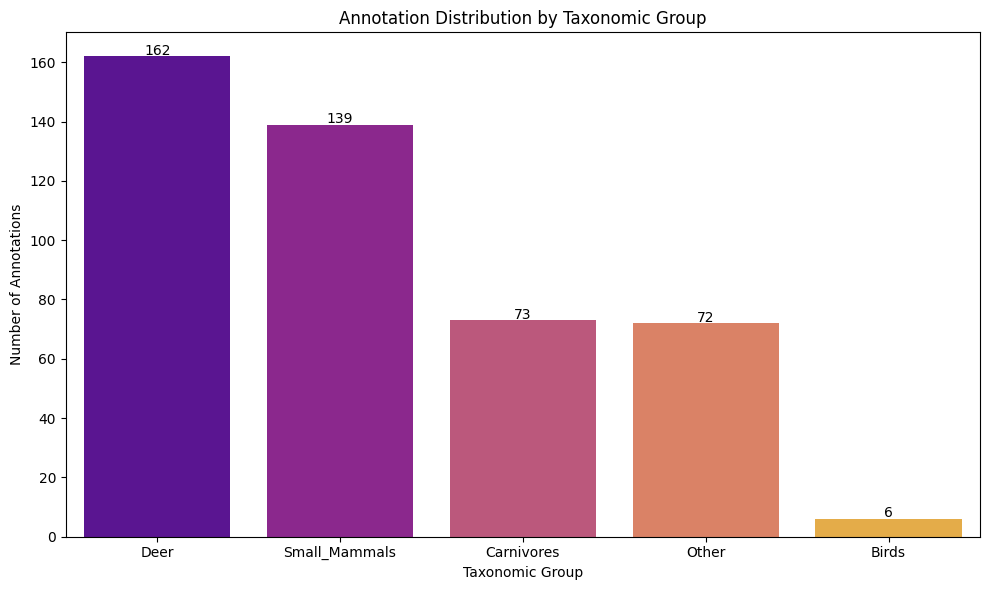 Annotation Distribution by Taxonomic Group
Number of Annotations
160
140
120
100
80
60
40
20
0
162
139
73
72
6
Deer
Small_Mammals
Carnivores
Other
Birds
Taxonomic Group